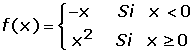 f(x) = { -x Si x < 0
x² Si x ≥ 0